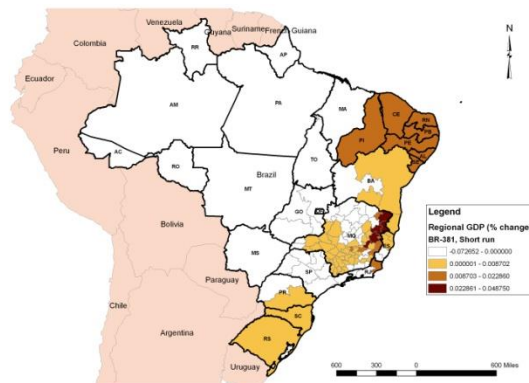 Venezuela
Guyana
Suriname
French Guiana
Colombia
RR
AP
N
Ecuador
AM
PA
MA
CE
RN
PB
PE
PI
AL
Peru
AC
TO
RO
Brazil
BA
MT
Bolivia
GO
MG
MS
SP
RJ
Paraguay
PR
Chile
SC
Argentina
RS
Uruguay
Legend
Regional GDP (% change)
BR-381, Short run
-0.072652 - 0.000000
0.000001 - 0.008702
0.008703 - 0.022860
0.022861 - 0.048750
600 0 600 Miles